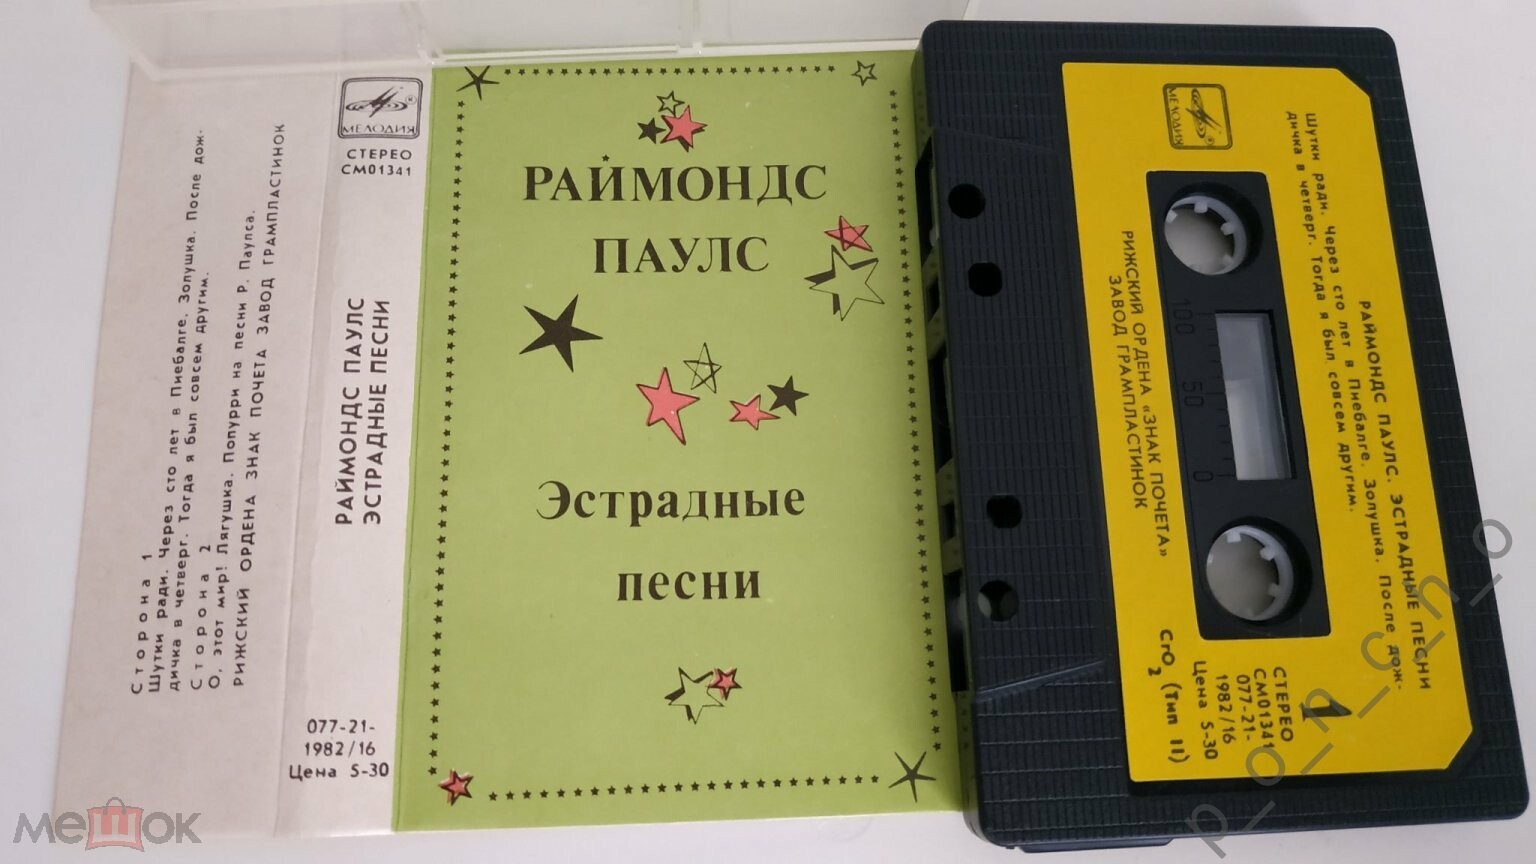 Сторона 1
Шутки ради. Через сто лет в Пиебалге. Золушка. После дож-
дичка в четверг. Тогда я был совсем другим.
Сторона 2
О, этот мир! Лягушка. Попурри на песни Р. Паулса.
РИЖСКИЙ ОРДЕНА ЗНАК ПОЧЕТА ЗАВОД ГРАМПЛАСТИНОК
МЕЛОДИЯ
СТЕРЕО
СМ01341
РАЙМОНДС ПАУЛС
ЭСТРАДНЫЕ ПЕСНИ
077-21-
1982/16
Цена 5-30
РАЙМОНДС
ПАУЛС
Эстрадные
песни
МЕЛОДИЯ
РАЙМОНДС ПАУЛС. ЭСТРАДНЫЕ ПЕСНИ
Шутки ради. Через сто лет в Пиебалге. Золушка. После дож-
дичка в четверг. Тогда я был совсем другим.
100 50 0
РИЖСКИЙ ОРДЕНА «ЗНАК ПОЧЕТА»
ЗАВОД ГРАМПЛАСТИНОК
1
СТЕРЕО
СМ01341
077-21-
1982/16
Цена 5-30
CrO2 (Тип II)
мешок
p_o_n_c_h_o